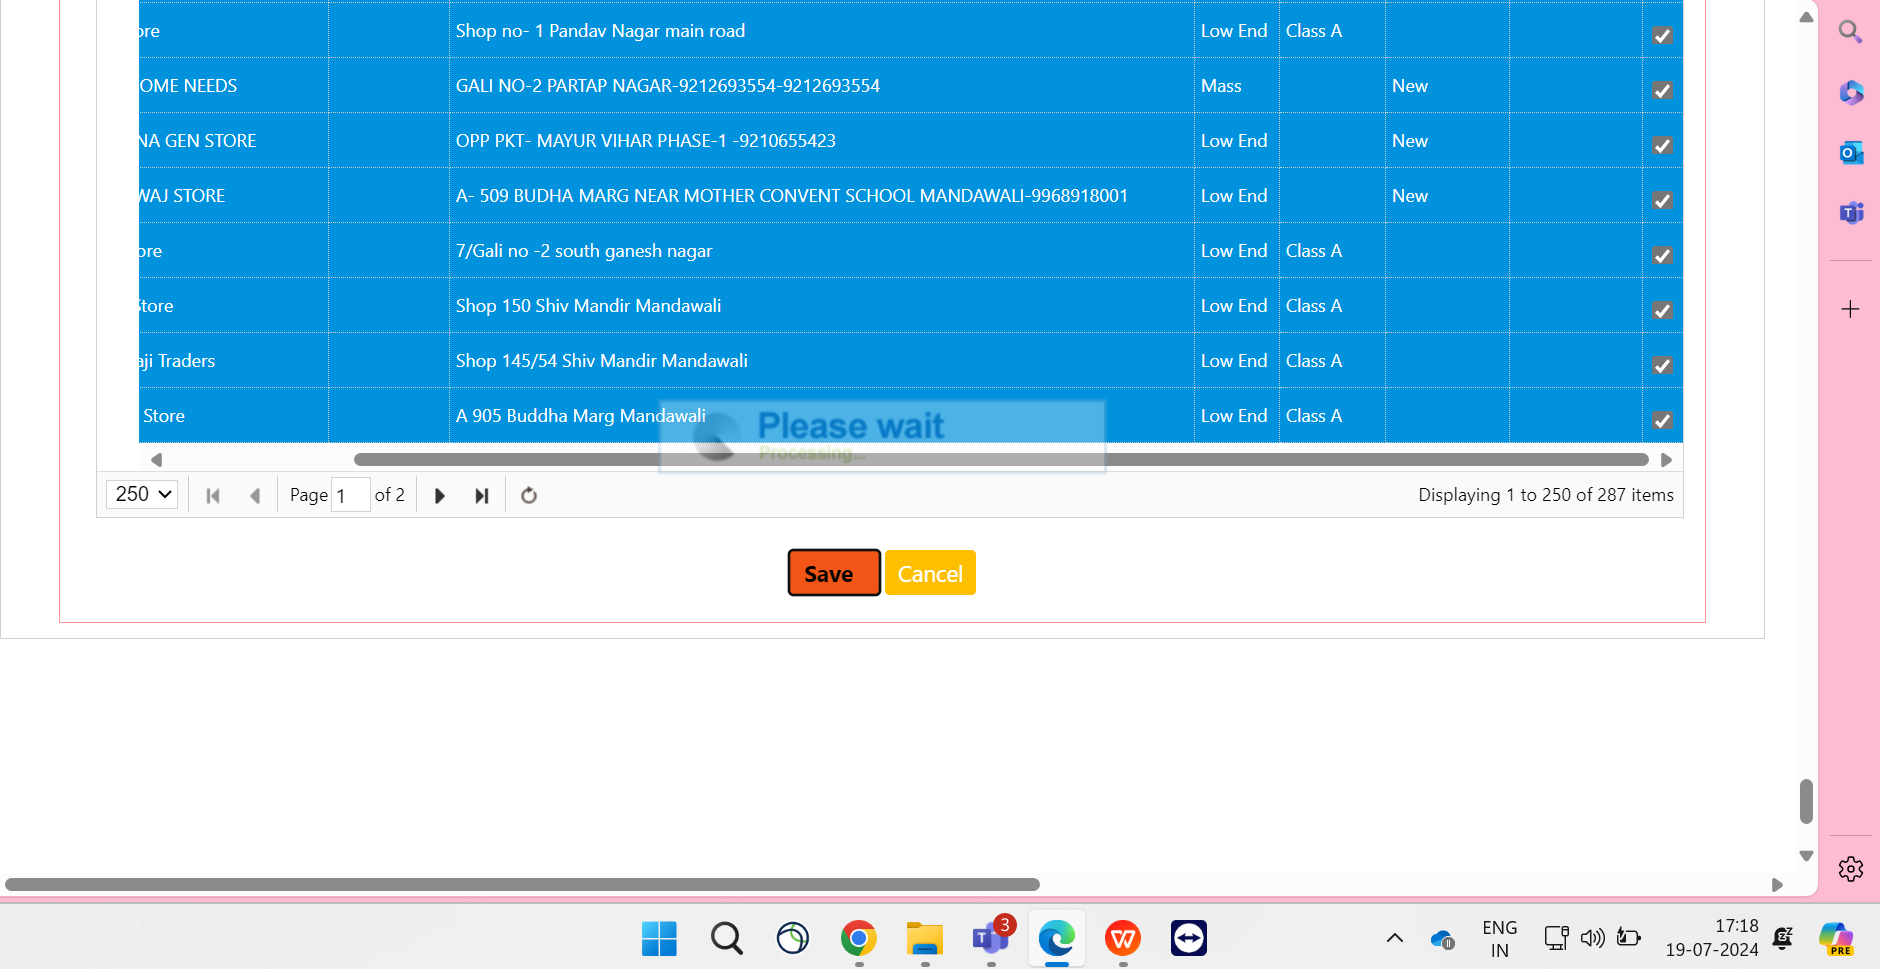 ore Shop no- 1 Pandav Nagar main road Low End Class A
OME NEEDS GALI NO-2 PARTAP NAGAR-9212693554-9212693554 Mass New
NA GEN STORE OPP PKT- MAYUR VIHAR PHASE-1 -9210655423 Low End New
WAJ STORE A- 509 BUDHA MARG NEAR MOTHER CONVENT SCHOOL MANDAWALI-9968918001 Low End New
ore 7/Gali no -2 south ganesh nagar Low End Class A
Store Shop 150 Shiv Mandir Mandawali Low End Class A
aji Traders Shop 145/54 Shiv Mandir Mandawali Low End Class A
Store A 905 Buddha Marg Mandawali Low End Class A
Please wait
Processing...
250 Page 1 of 2 Displaying 1 to 250 of 287 items
Save Cancel
3
ENG
IN
17:18
19-07-2024
PRE